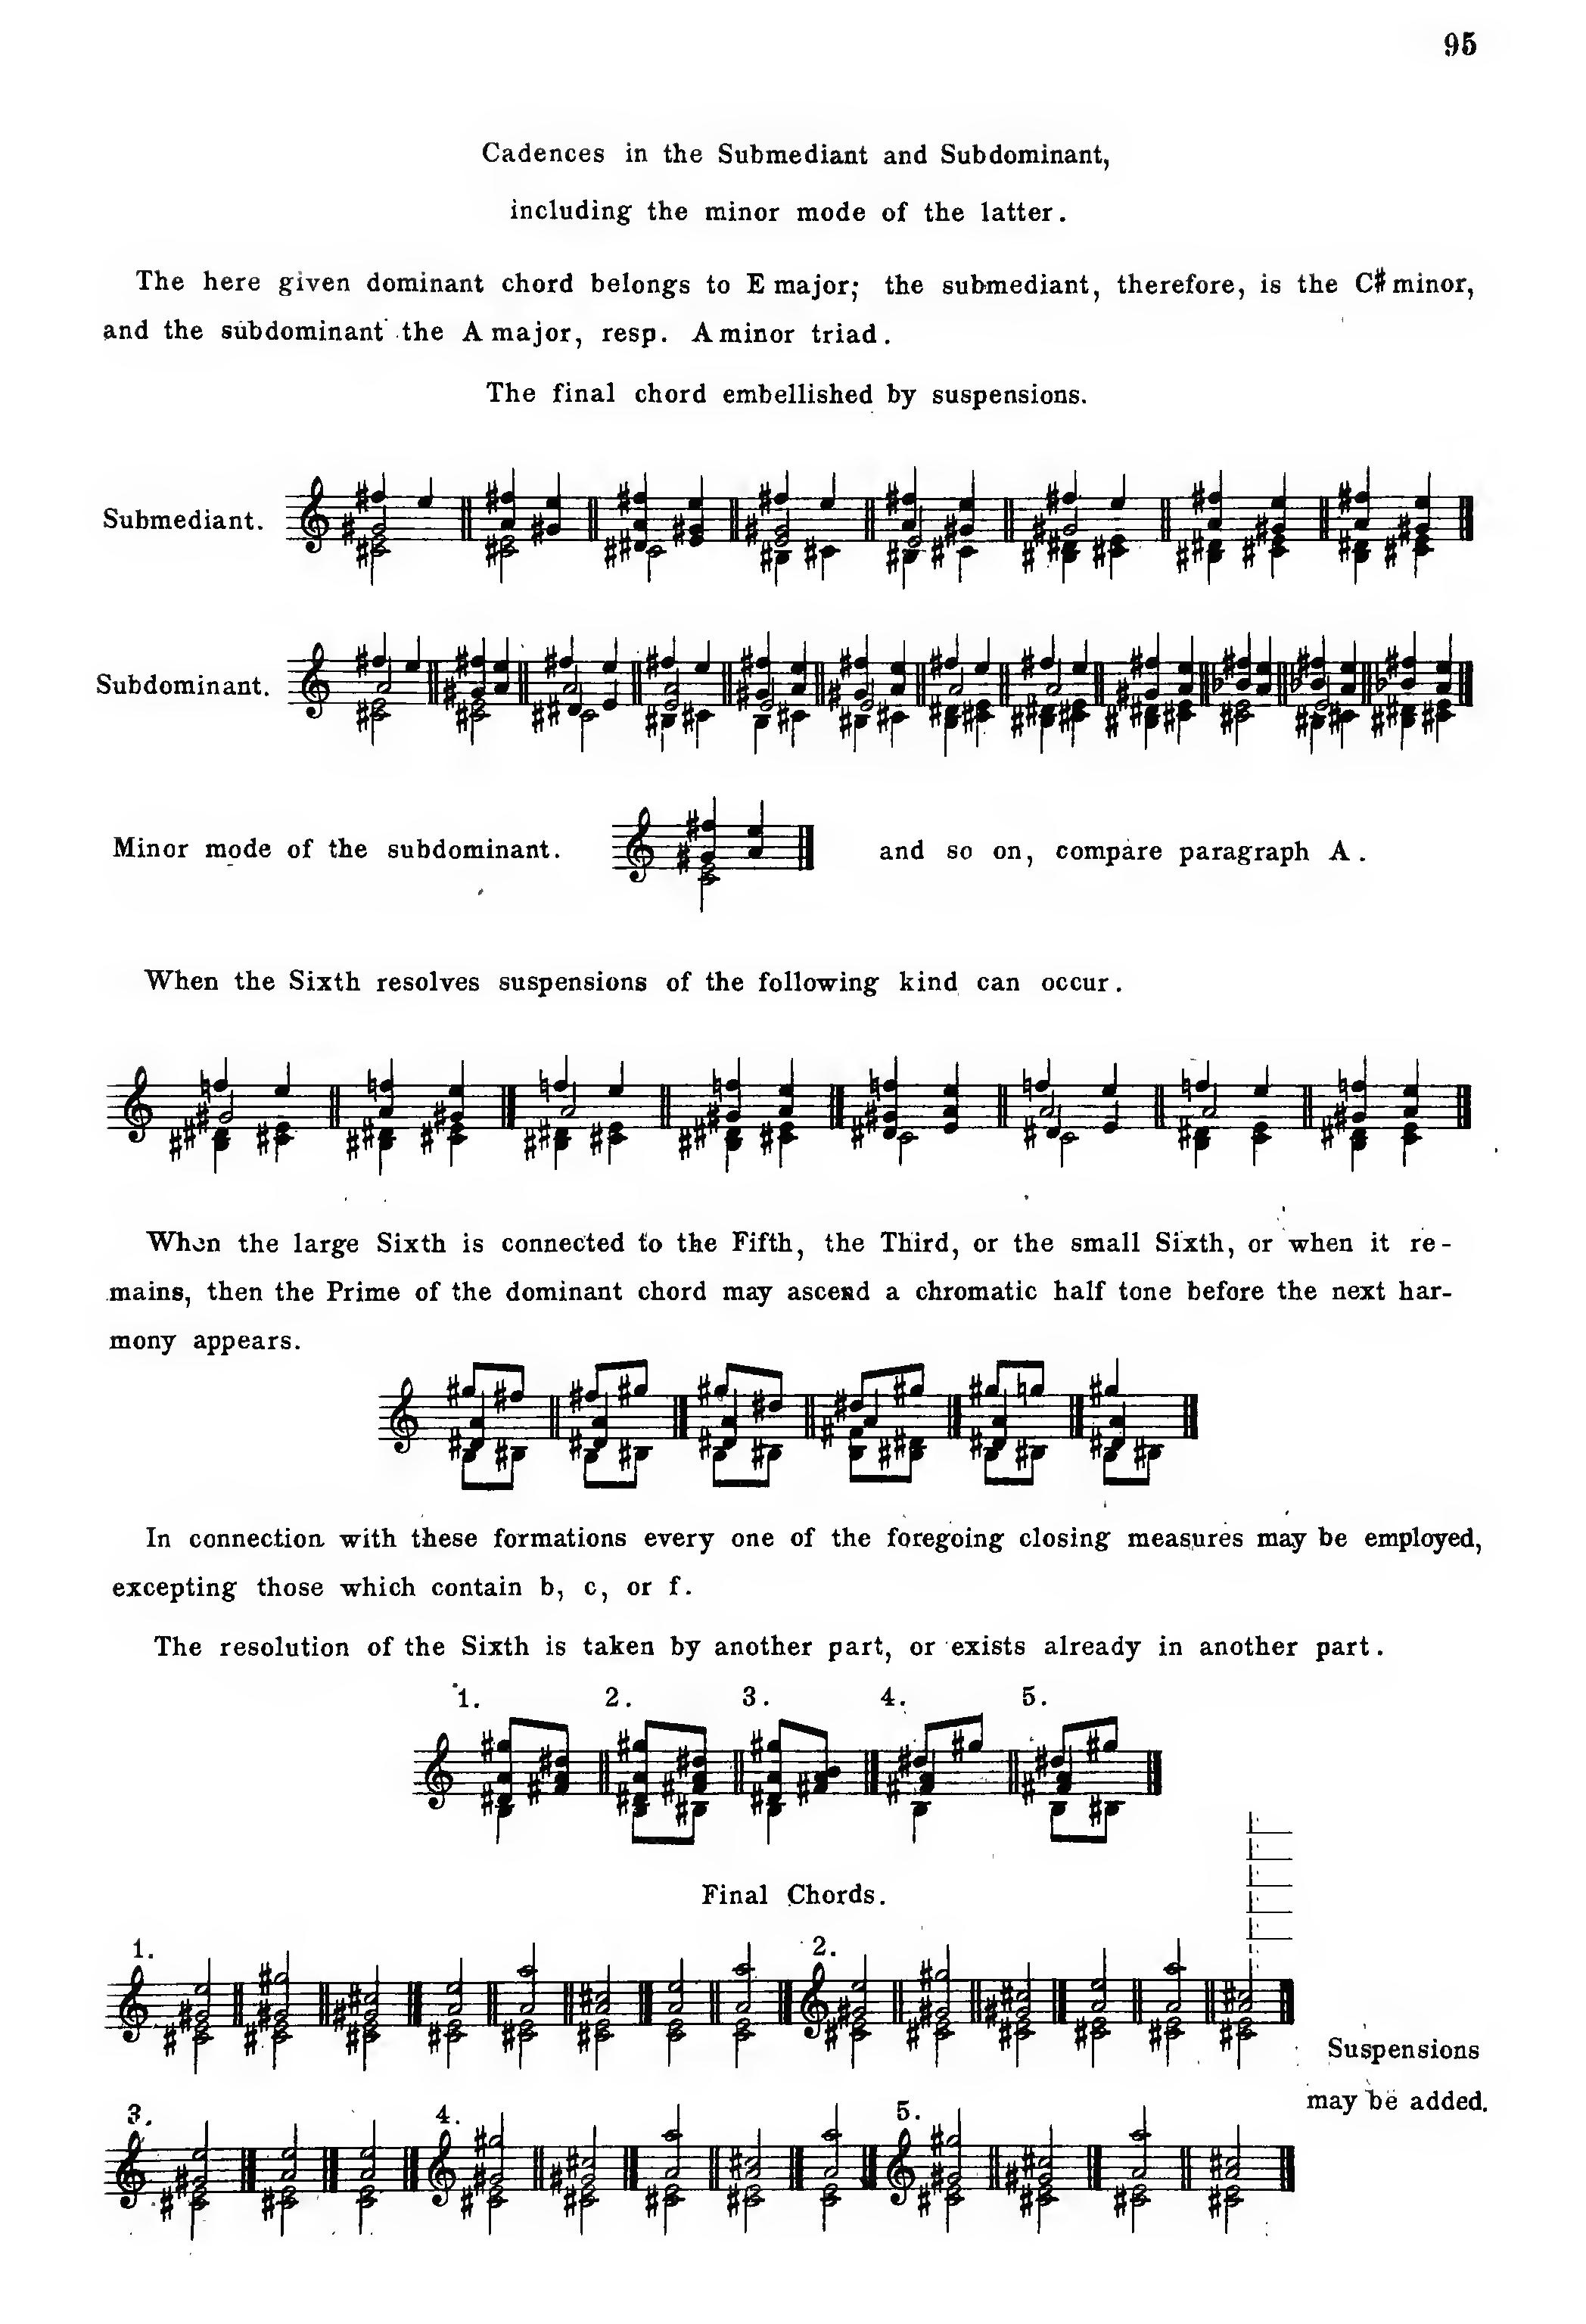 95
Cadences in the Submediant and Subdominant,
including the minor mode of the latter.
The here given dominant chord belongs to E major; the submediant, therefore, is the C♯ minor,
and the subdominant the A major, resp. A minor triad.
The final chord embellished by suspensions.
Submediant.
Subdominant.
Minor mode of the subdominant. and so on, compare paragraph A.
When the Sixth resolves suspensions of the following kind can occur.
When the large Sixth is connected to the Fifth, the Third, or the small Sixth, or when it re-
mains, then the Prime of the dominant chord may ascend a chromatic half tone before the next har-
mony appears.
In connection with these formations every one of the foregoing closing measures may be employed,
excepting those which contain b, c, or f.
The resolution of the Sixth is taken by another part, or exists already in another part.
1. 2. 3. 4. 5.
Final Chords.
1. 2.
Suspensions
may be added.
3. 4. 5.